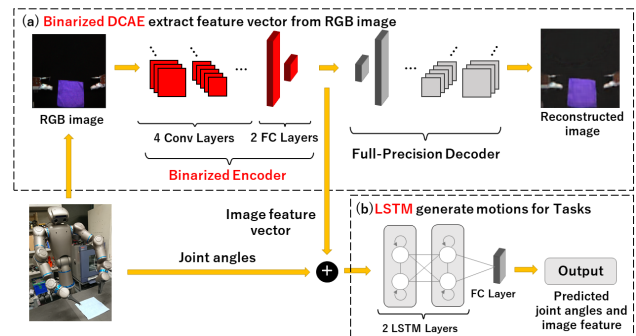 (a) Binarized DCAE extract feature vector from RGB image
RGB image
4 Conv Layers
2 FC Layers
Binarized Encoder
Full-Precision Decoder
Reconstructed
image
Image feature
vector
Joint angles
+
(b)LSTM generate motions for Tasks
2 LSTM Layers
FC Layer
Output
Predicted
joint angles and
image feature